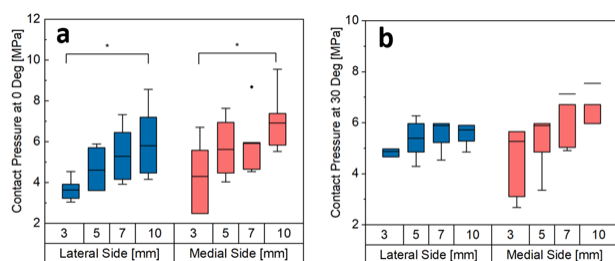 a
Contact Pressure at 0 Deg [MPa]
12
10
8
6
4
2
*
*
3 5 7 10 3 5 7 10
Lateral Side [mm] Medial Side [mm]
b
Contact Pressure at 30 Deg [MPa]
10
8
6
4
2
3 5 7 10 3 5 7 10
Lateral Side [mm] Medial Side [mm]